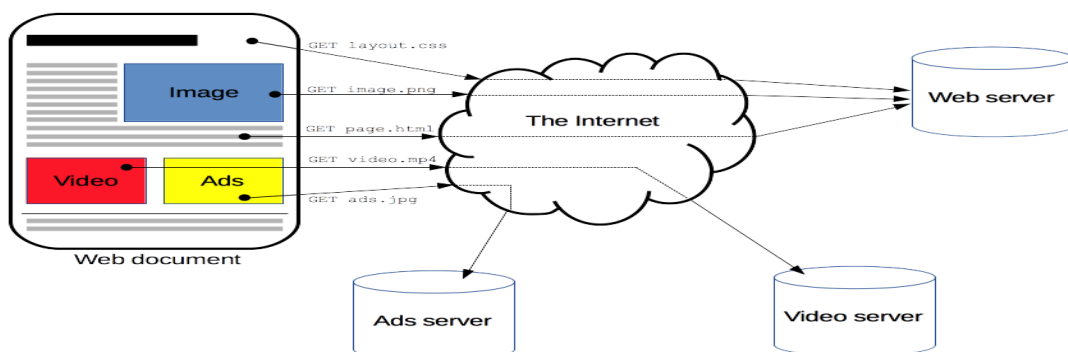 GET layout.css
Image
GET image.png
Web server
The Internet
GET page.html
GET video.mp4
Video
Ads
GET ads.jpg
Web document
Ads server
Video server